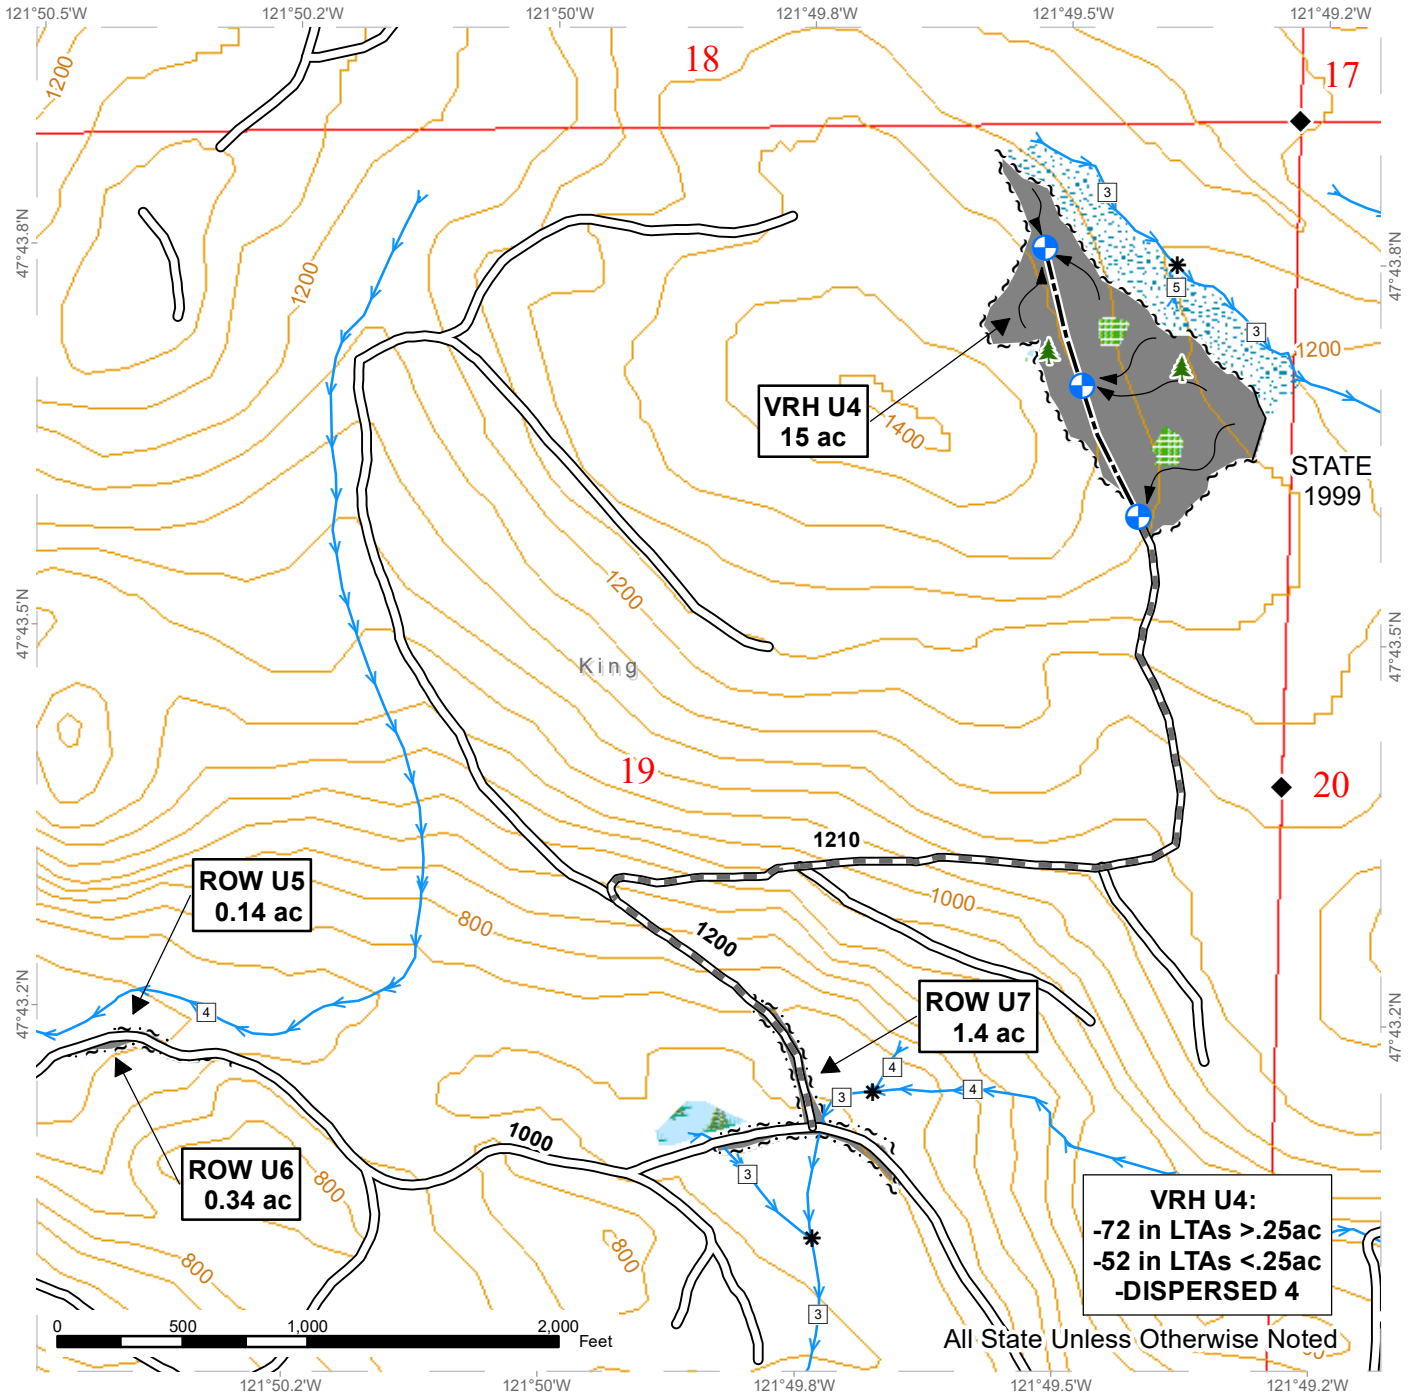 121°50.5'W 121°50.2'W 121°50'W 121°49.8'W 121°49.5'W 121°49.2'W
18
17
1200
3
47°43.8'N
47°43.8'N
1200
5
3
1200
VRH U4
15 ac
1400
STATE
1999
1200
47°43.5'N
47°43.5'N
King
19
20
1210
ROW U5
0.14 ac
1000
800
1200
47°43.2'N
47°43.2'N
4
ROW U7
1.4 ac
4
3
4
1000
3
ROW U6
0.34 ac
800
VRH U4:
-72 in LTAs >.25ac
-52 in LTAs <.25ac
-DISPERSED 4
800
800
3
0 500 1,000 2,000
Feet
All State Unless Otherwise Noted
121°50.2'W 121°50'W 121°49.8'W 121°49.5'W 121°49.2'W